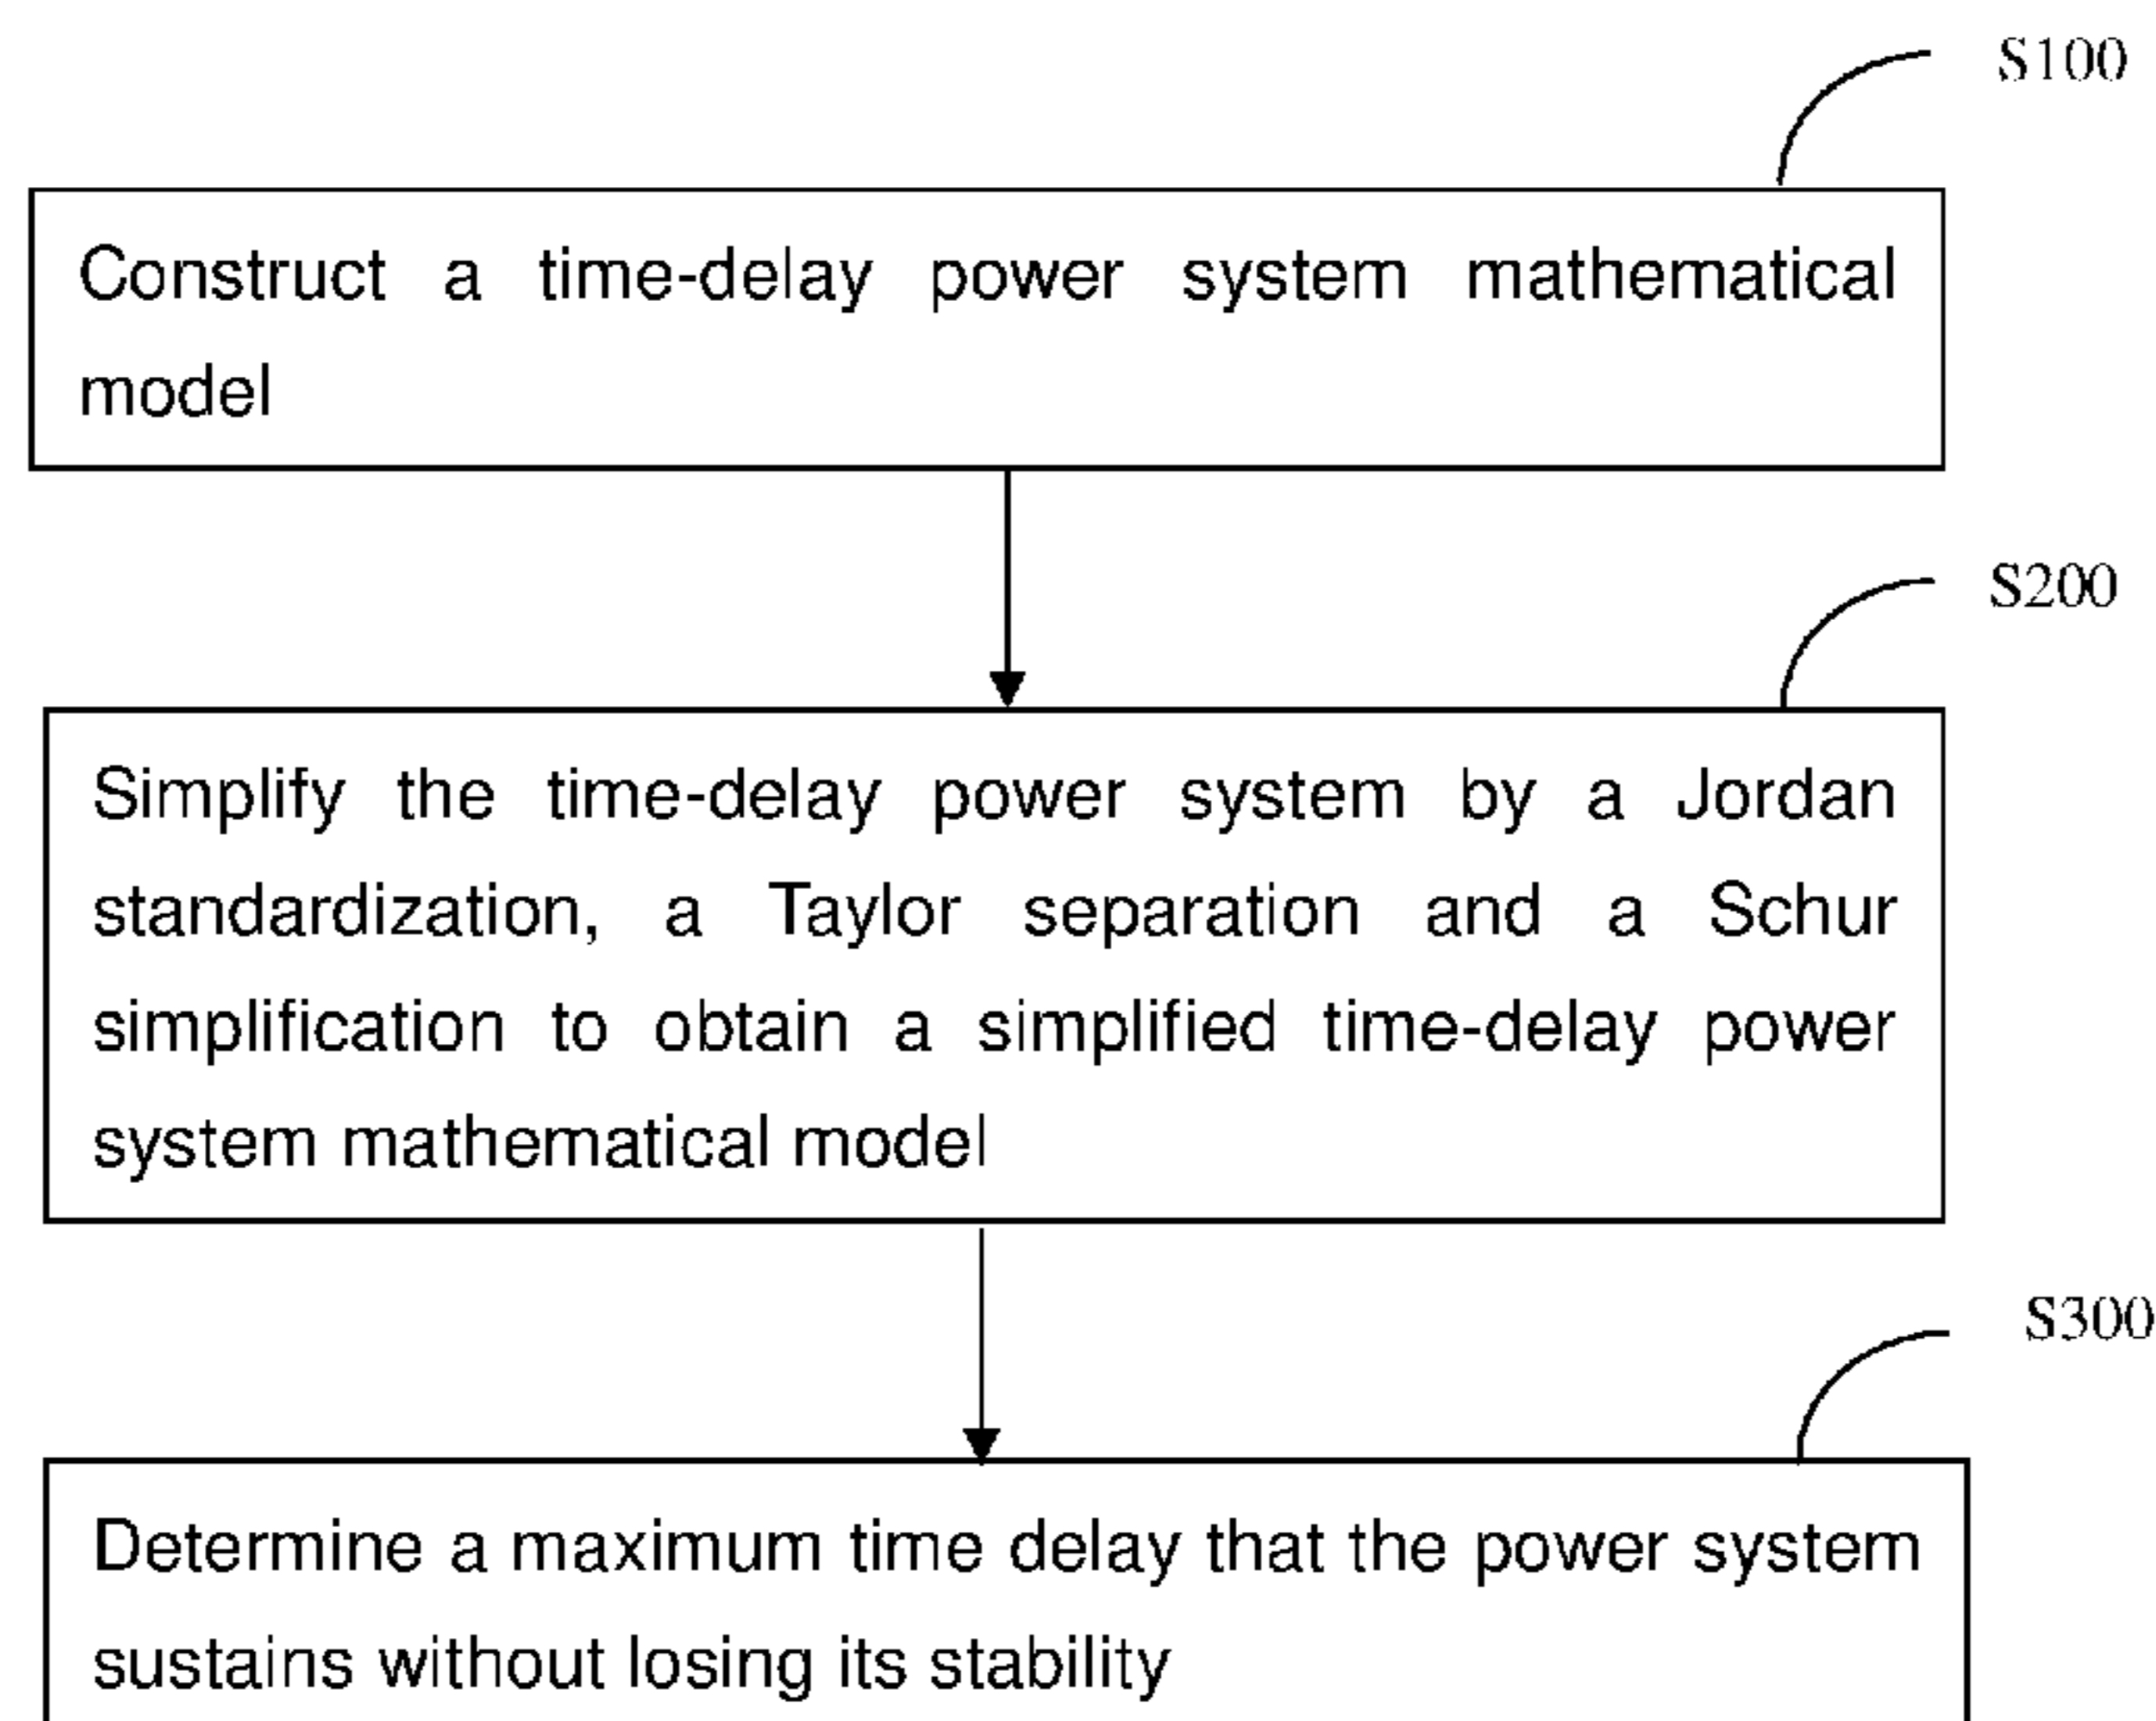 S100
Construct a time-delay power system mathematical
model
S200
Simplify the time-delay power system by a Jordan
standardization, a Taylor separation and a Schur
simplification to obtain a simplified time-delay power
system mathematical model
S300
Determine a maximum time delay that the power system
sustains without losing its stability